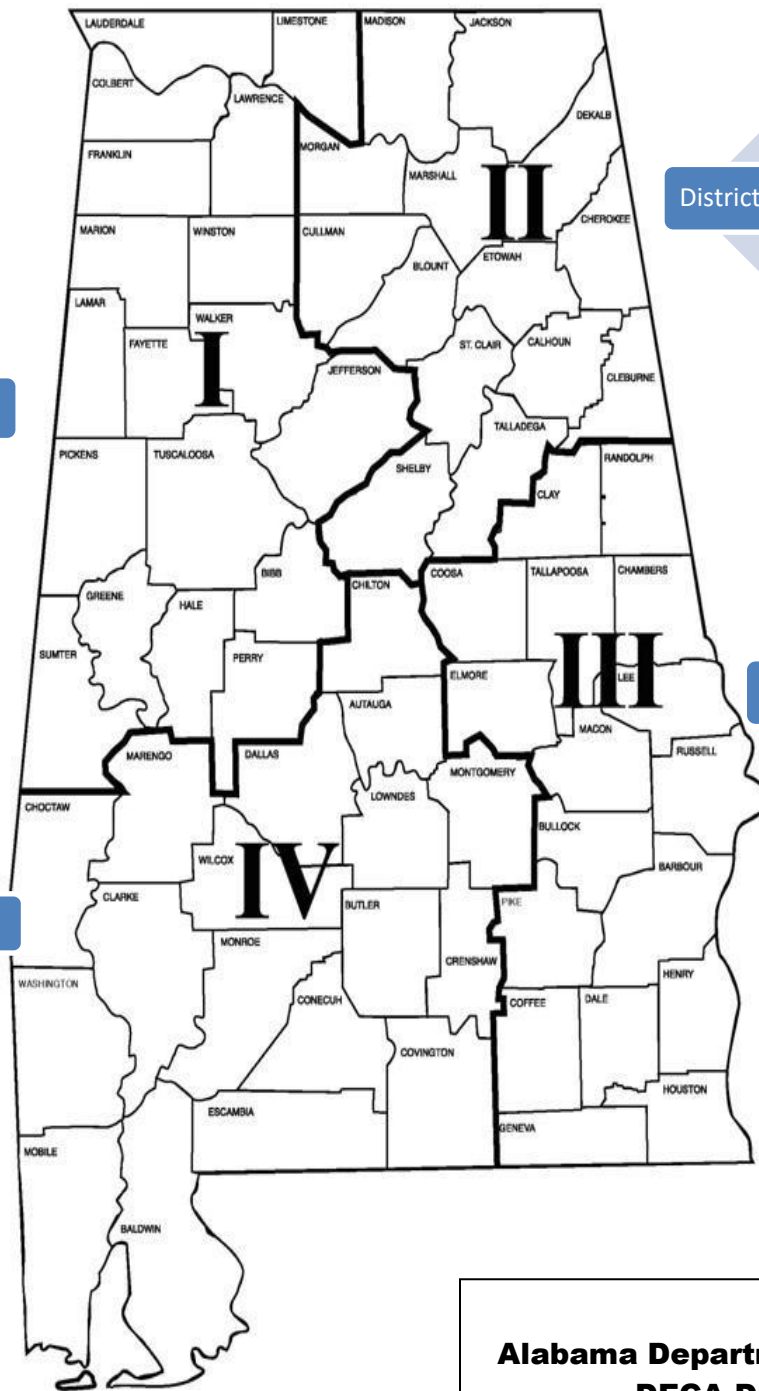 LAUDERDALE
LIMESTONE
MADISON
JACKSON
COLBERT
LAWRENCE
DEKALB
FRANKLIN
MORGAN
MARSHALL
II
District
CHEROKEE
MARION
WINSTON
CULLMAN
BLOUNT
ETOWAH
LAMAR
WALKER
FAYETTE
I
JEFFERSON
ST. CLAIR
CALHOUN
CLEBURNE
TALLADEGA
PICKENS
TUSCALOOSA
SHELBY
RANDOLPH
CLAY
BIBB
CHILTON
COOSA
TALLAPOOSA
CHAMBERS
GREENE
HALE
SUMTER
PERRY
ELMORE
III
LEE
AUTAUGA
MACON
MARENGO
DALLAS
RUSSELL
MONTGOMERY
CHOCTAW
LOWNDES
BULLOCK
WILCOX
IV
BARBOUR
CLARKE
BUTLER
PIKE
MONROE
CRENSHAW
WASHINGTON
CONECUH
HENRY
COFFEE
DALE
COVINGTON
HOUSTON
ESCAMBIA
GENEVA
MOBILE
BALDWIN
Alabama Departm
DECA